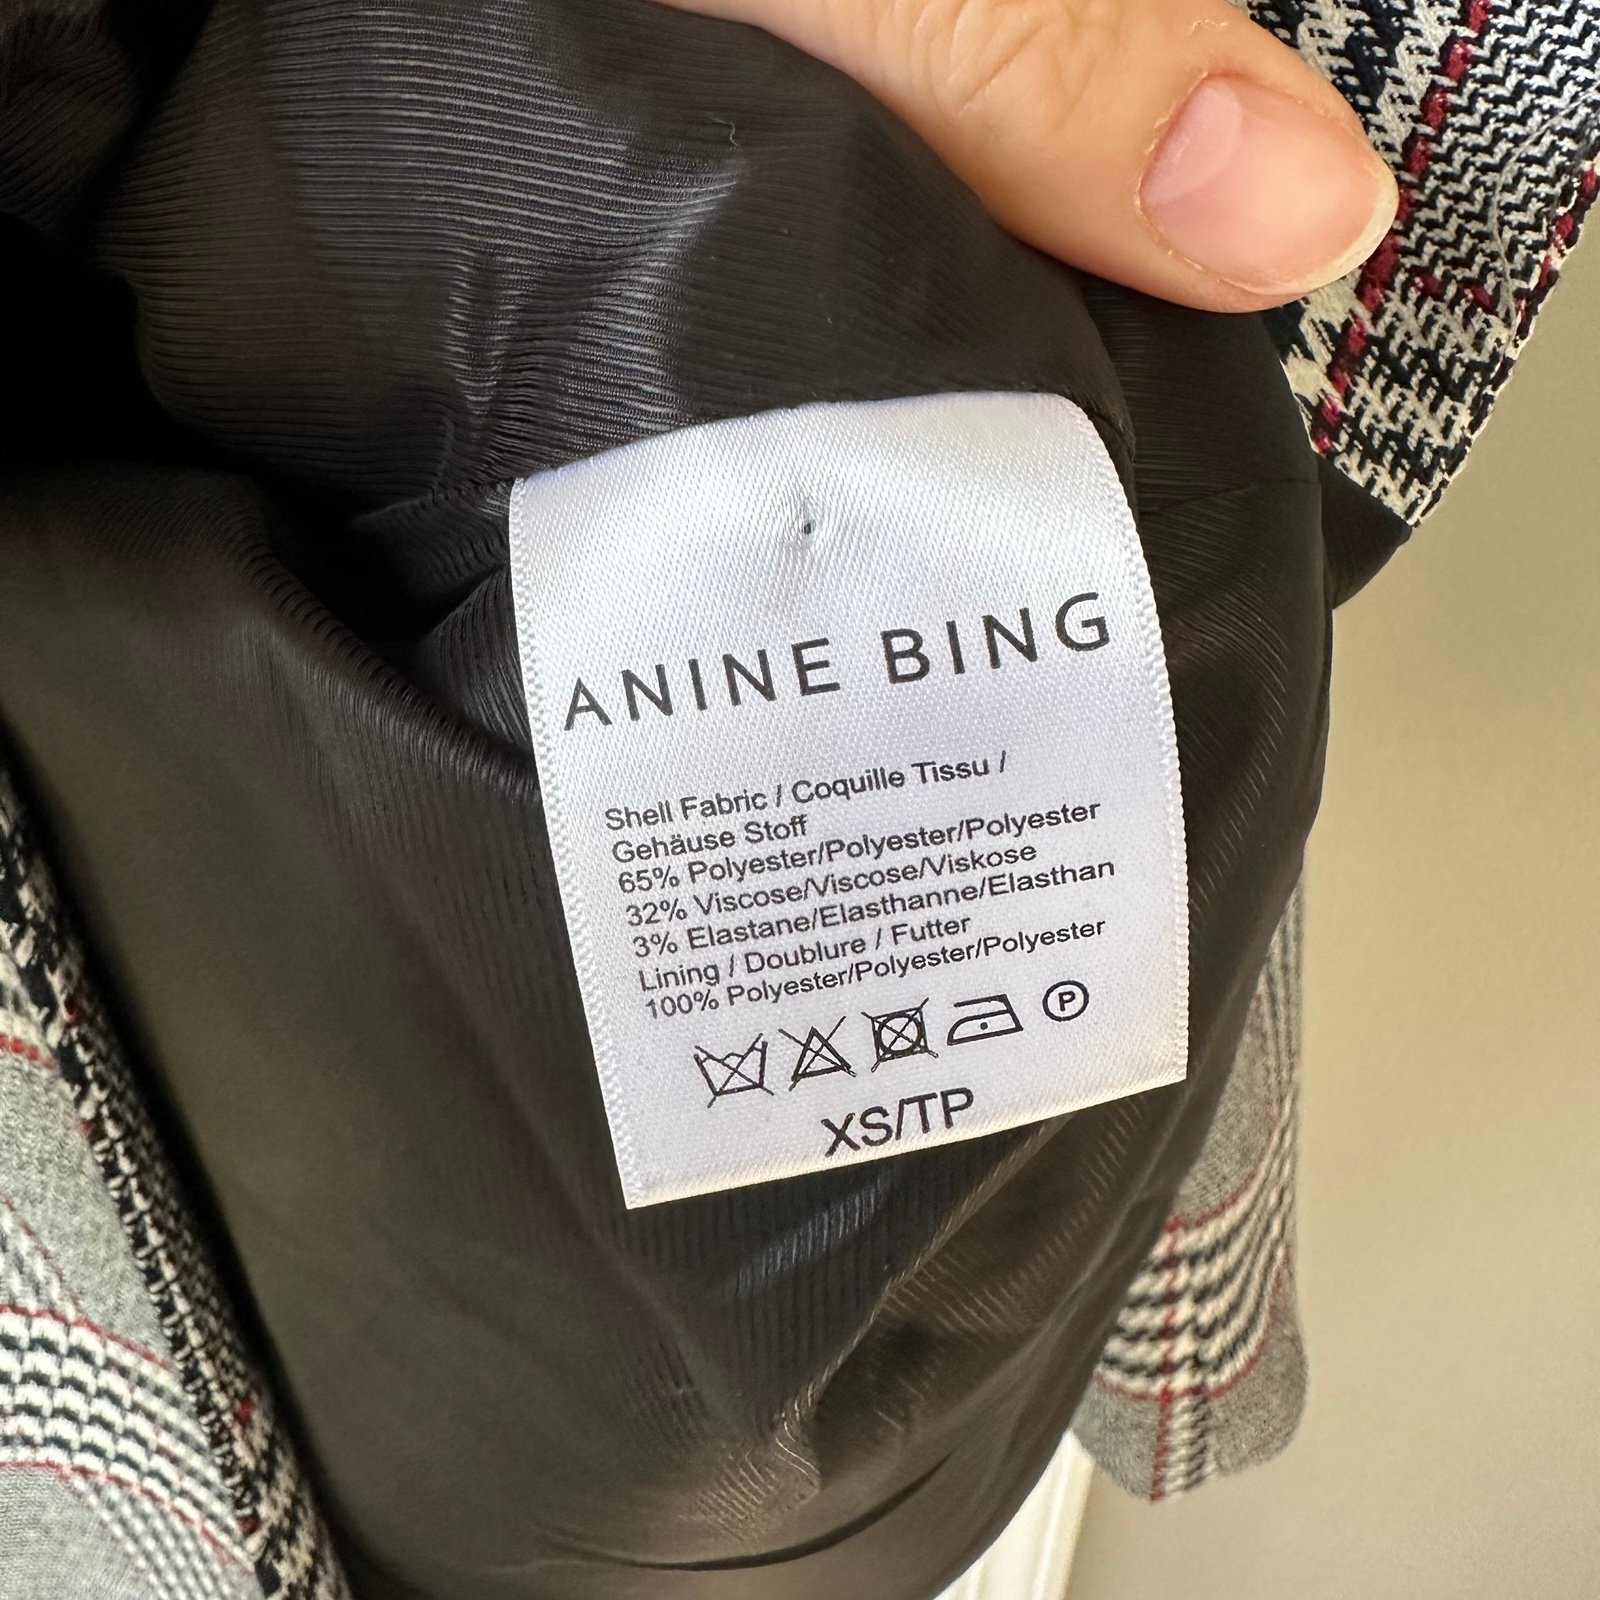 ANINE BING
Shell Fabric / Coquille Tissu /
Gehäuse Stoff
65% Polyester/Polyester/Polyester
32% Viscose/Viscose/Viskose
3% Elastane/Elasthanne/Elasthan
Lining / Doublure / Futter
100% Polyester/Polyester/Polyester
P
XS/TP